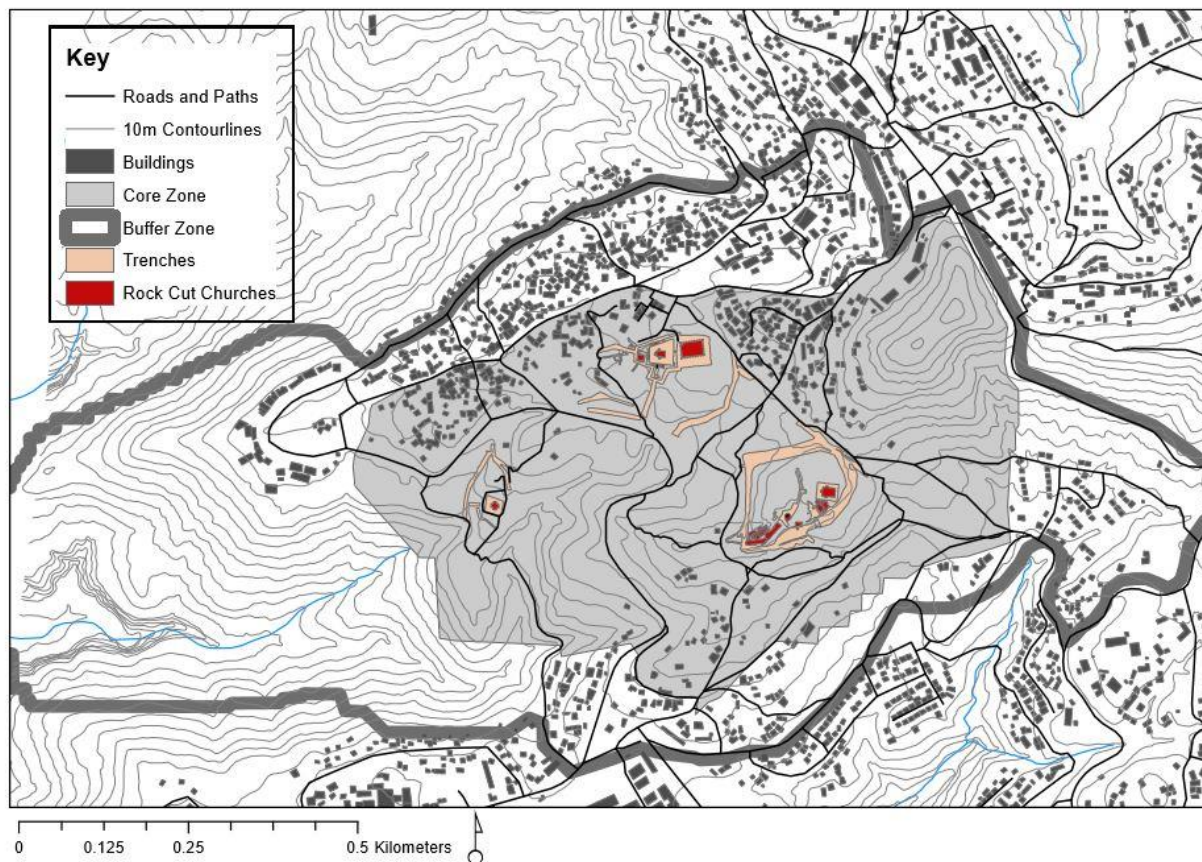 Key
Roads and Paths
10m Contourlines
Buildings
Core Zone
Buffer Zone
Trenches
Rock Cut Churches
0 0.125 0.25 0.5 Kilometers